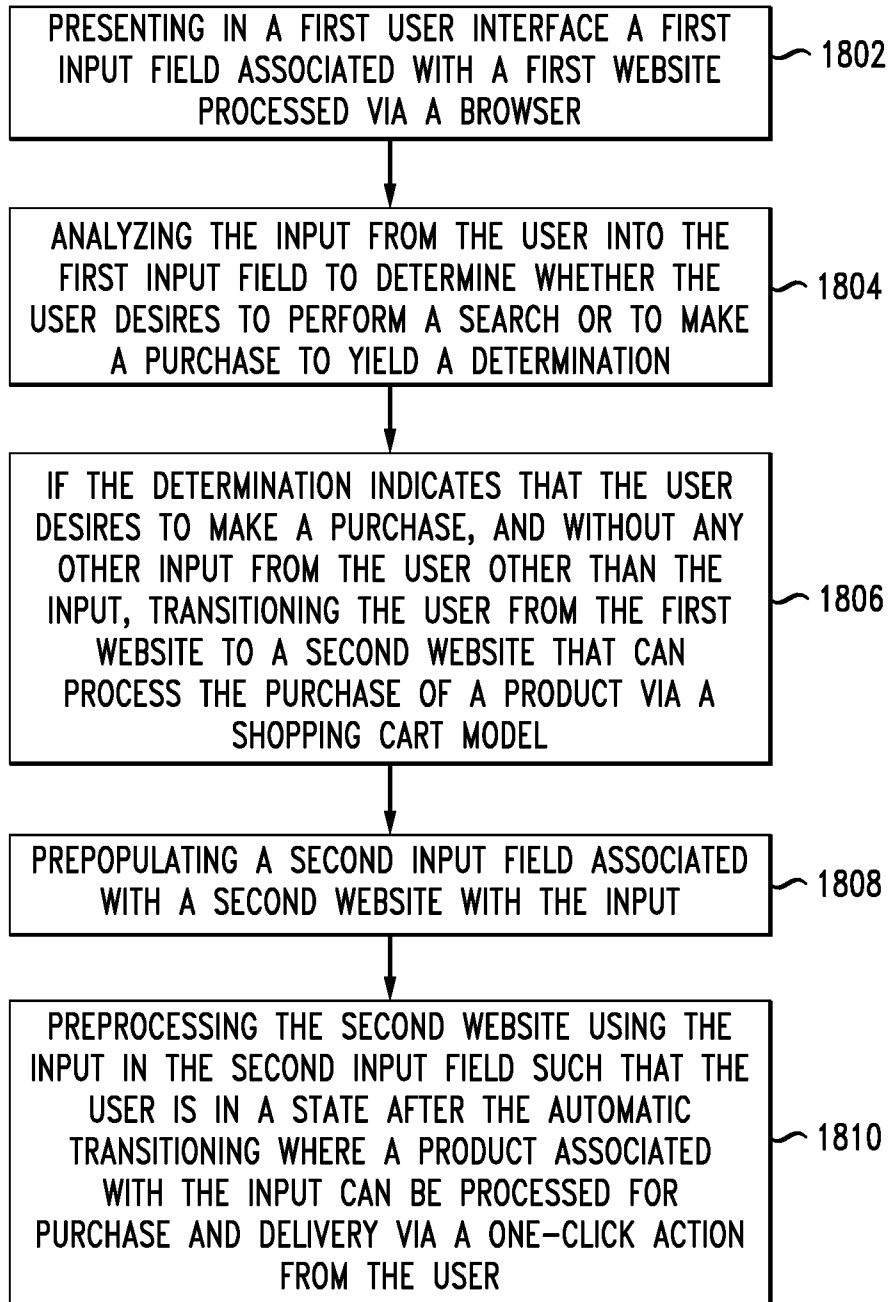 PRESENTING IN A FIRST USER INTERFACE A FIRST
INPUT FIELD ASSOCIATED WITH A FIRST WEBSITE
PROCESSED VIA A BROWSER
1802
ANALYZING THE INPUT FROM THE USER INTO THE
FIRST INPUT FIELD TO DETERMINE WHETHER THE
USER DESIRES TO PERFORM A SEARCH OR TO MAKE
A PURCHASE TO YIELD A DETERMINATION
1804
IF THE DETERMINATION INDICATES THAT THE USER
DESIRES TO MAKE A PURCHASE, AND WITHOUT ANY
OTHER INPUT FROM THE USER OTHER THAN THE
INPUT, TRANSITIONING THE USER FROM THE FIRST
WEBSITE TO A SECOND WEBSITE THAT CAN
PROCESS THE PURCHASE OF A PRODUCT VIA A
SHOPPING CART MODEL
1806
PREPOPULATING A SECOND INPUT FIELD ASSOCIATED
WITH A SECOND WEBSITE WITH THE INPUT
1808
PREPROCESSING THE SECOND WEBSITE USING THE
INPUT IN THE SECOND INPUT FIELD SUCH THAT THE
USER IS IN A STATE AFTER THE AUTOMATIC
TRANSITIONING WHERE A PRODUCT ASSOCIATED
WITH THE INPUT CAN BE PROCESSED FOR
PURCHASE AND DELIVERY VIA A ONE-CLICK ACTION
FROM THE USER
1810